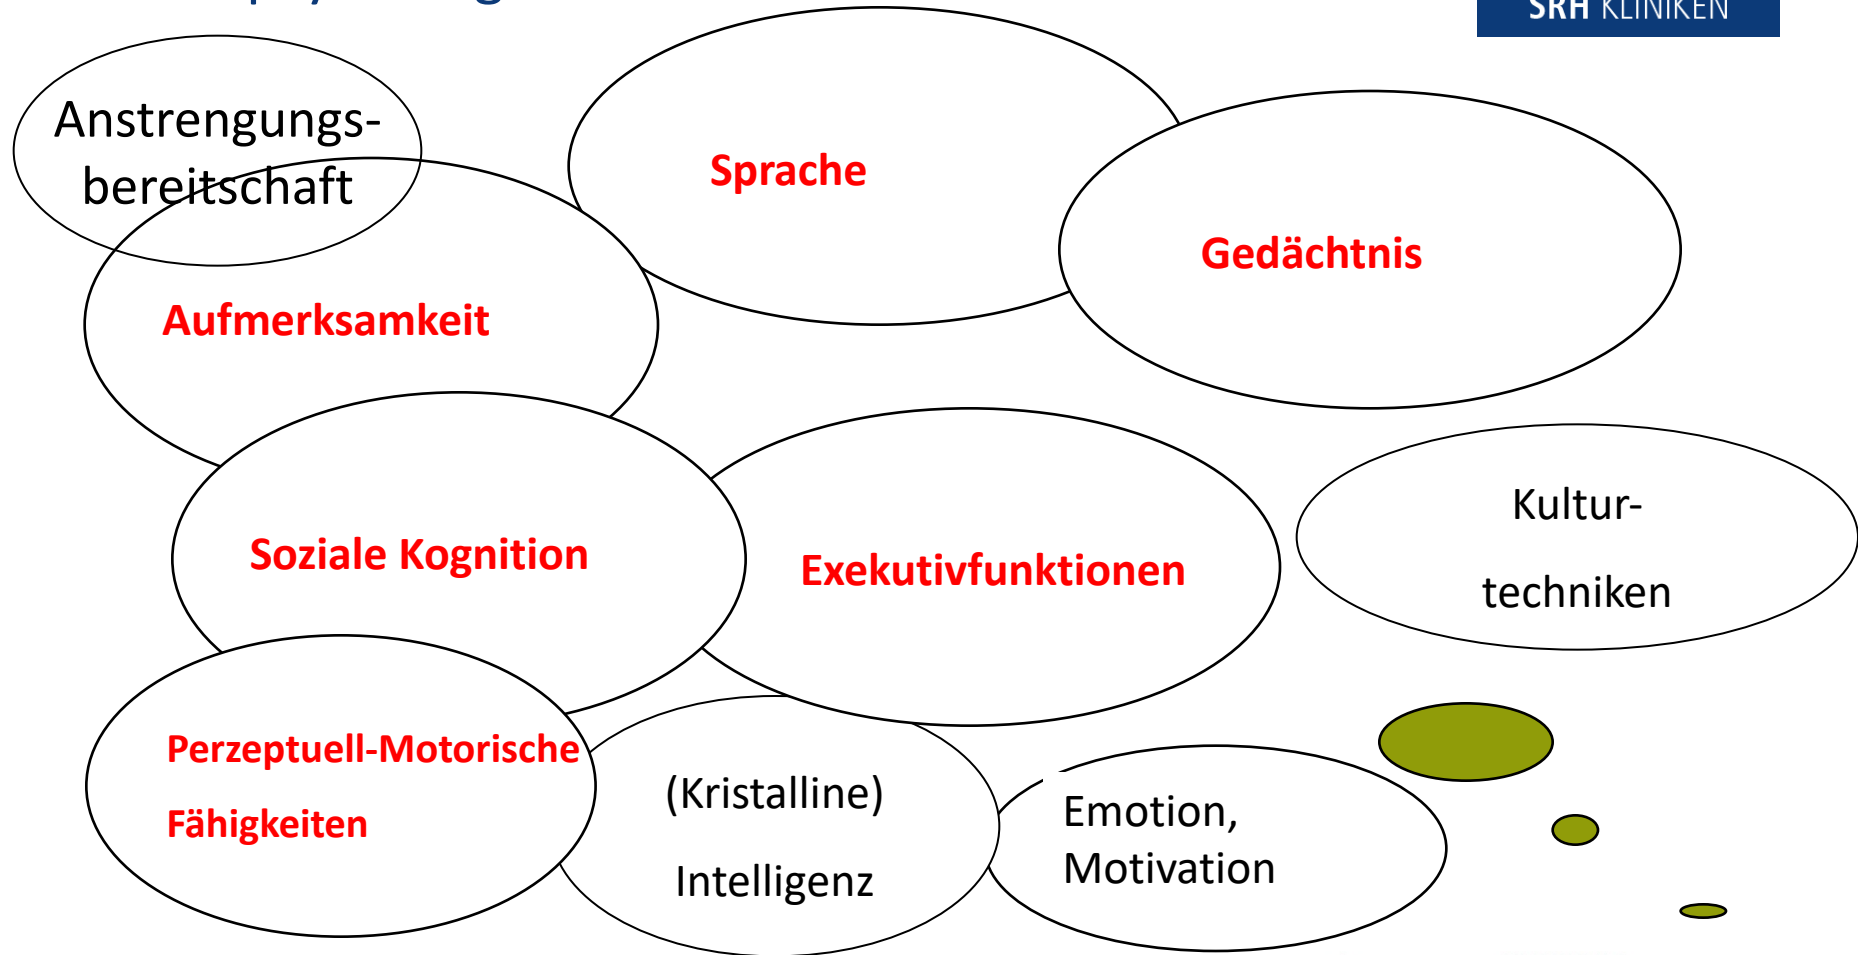 SRH KLINIKEN
Anstrengungs-
bereitschaft
Sprache
Gedächtnis
Aufmerksamkeit
Soziale Kognition
Exekutivfunktionen
Kultur-
techniken
Perzeptuell-Motorische
Fähigkeiten
(Kristalline)
Intelligenz
Emotion,
Motivation